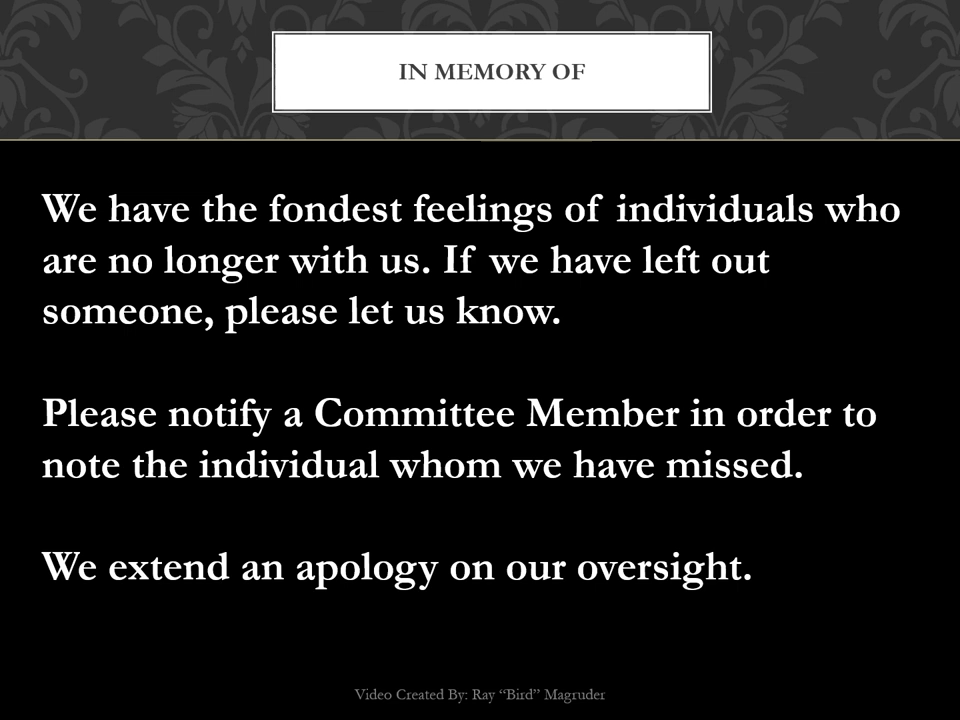 IN MEMORY OF
We have the fondest feelings of individuals who
are no longer with us. If we have left out
someone, please let us know.
Please notify a Committee Member in order to
note the individual whom we have missed.
We extend an apology on our oversight.
Video Created By: Ray “Bird” Magruder